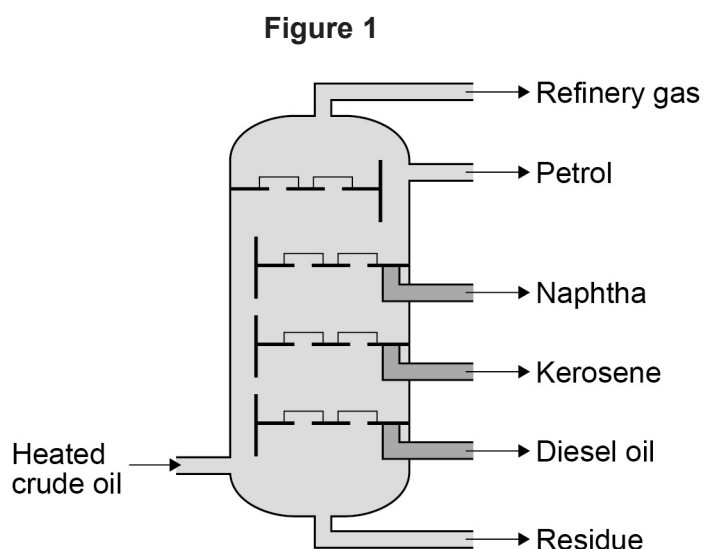 Figure 1
Refinery gas
Petrol
Naphtha
Kerosene
Heated
crude oil
Diesel oil
Residue